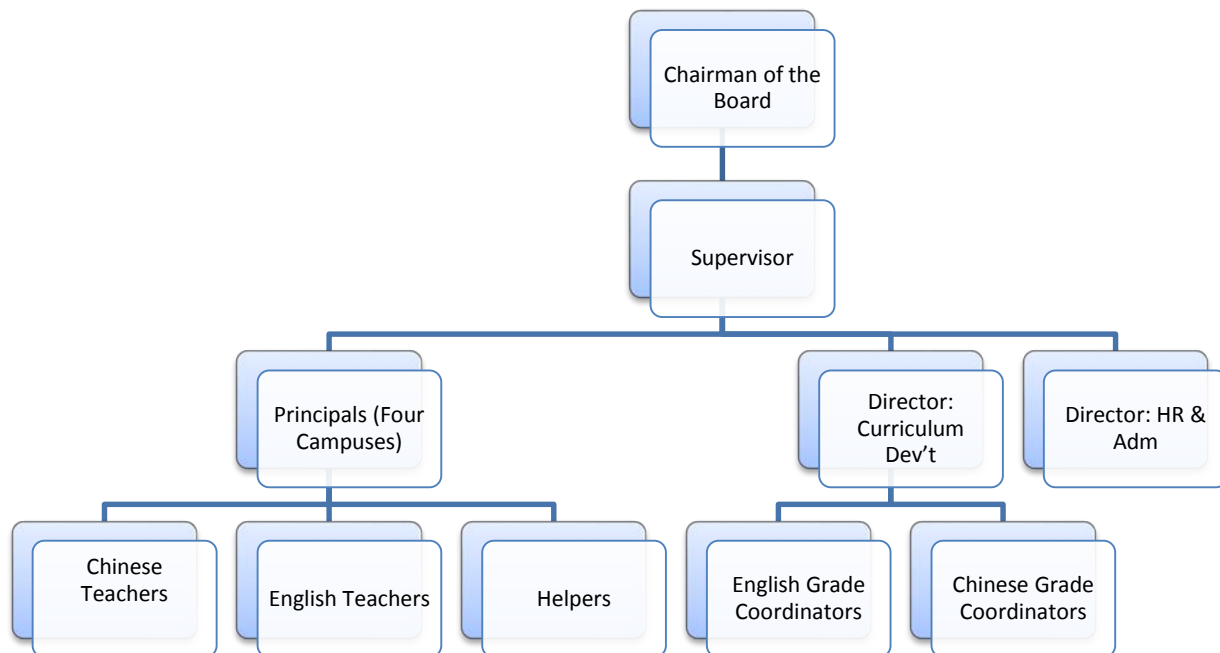 Chairman of the
Board
Supervisor
Principals (Four
Campuses)
Director:
Curriculum
Dev’t
Director: HR &
Adm
Chinese
Teachers
English Teachers
Helpers
English Grade
Coordinators
Chinese Grade
Coordinators